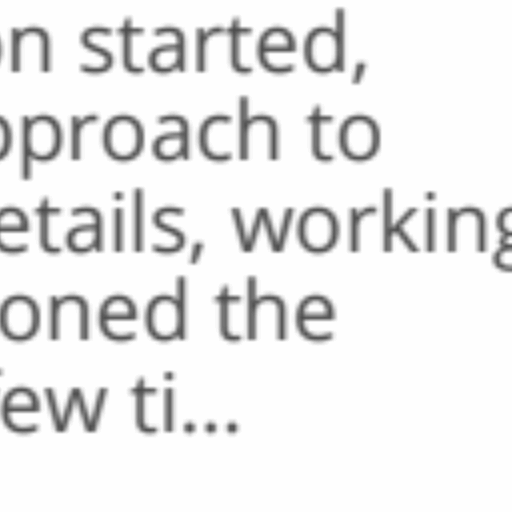 on started,
pproach to
etails, working
oned the
few ti...